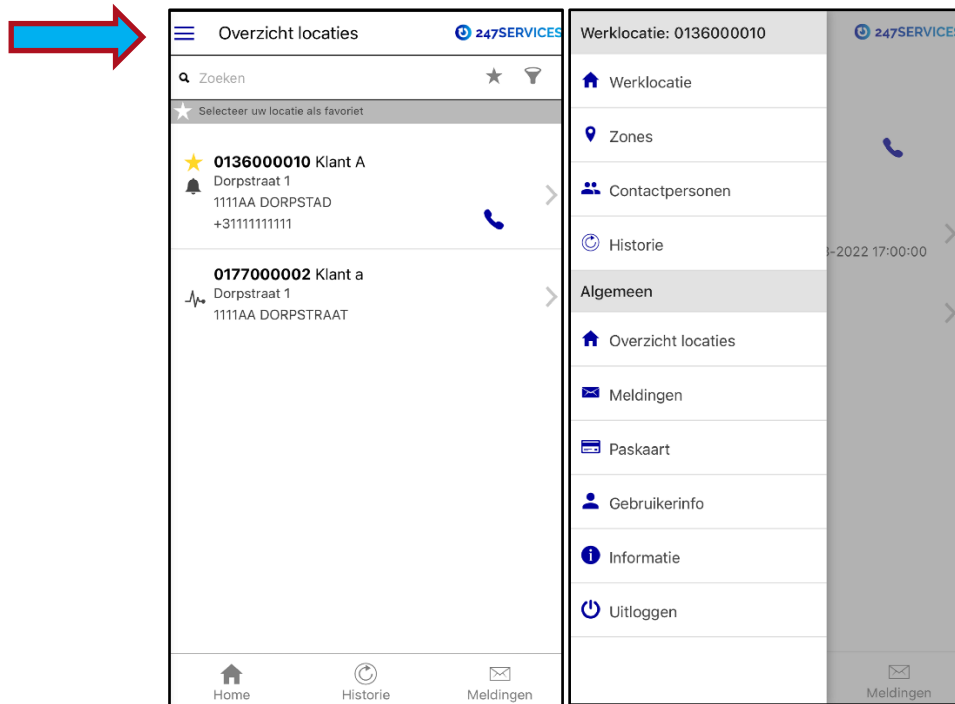 Overzicht locaties
247SERVICES
Zoeken
Selecteer uw locatie als favoriet
0136000010 Klant A
Dorpstraat 1
1111AA DORPSTAD
+31111111111
0177000002 Klant a
Dorpstraat 1
1111AA DORPSTRAAT
Home
Historie
Meldingen
Werklocatie: 0136000010
247SERVICES
Werklocatie
Zones
Contactpersonen
Historie
-2022 17:00:00
Algemeen
Overzicht locaties
Meldingen
Paskaart
Gebruikerinfo
Informatie
Uitloggen
Meldingen